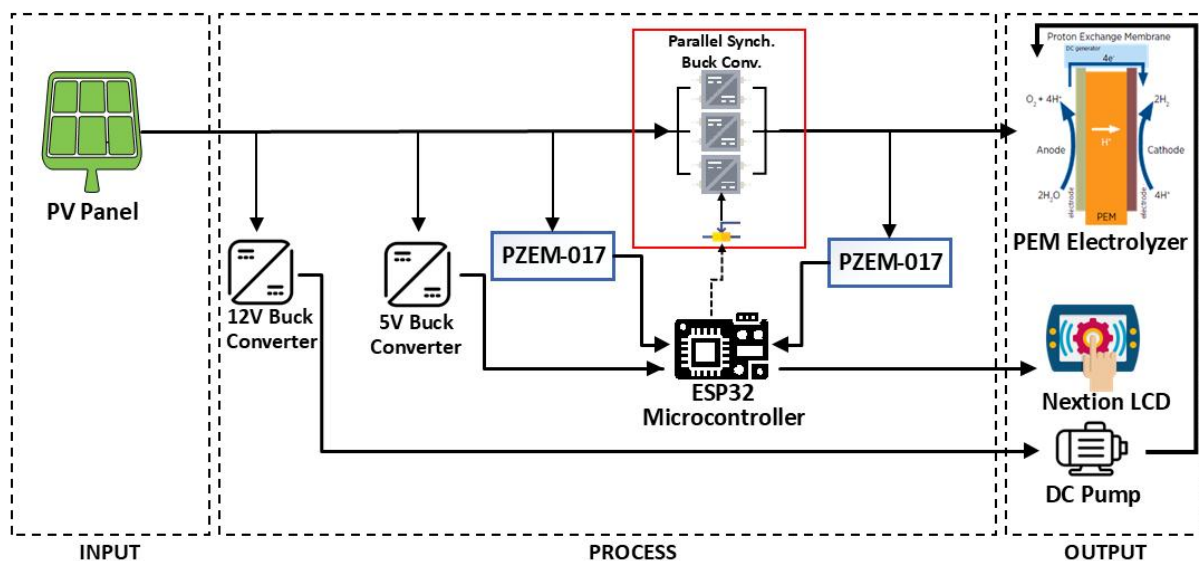 Parallel Synch.
Buck Conv.
PV Panel
12V Buck
Converter
5V Buck
Converter
PZEM-017
PZEM-017
ESP32
Microcontroller
Proton Exchange Membrane
DC generator
4e⁻
O₂ + 4H⁺
2H₂
H⁺
Anode
Cathode
2H₂O
4H⁺
electrode
electrode
PEM
PEM Electrolyzer
Nextion LCD
DC Pump
INPUT
PROCESS
OUTPUT